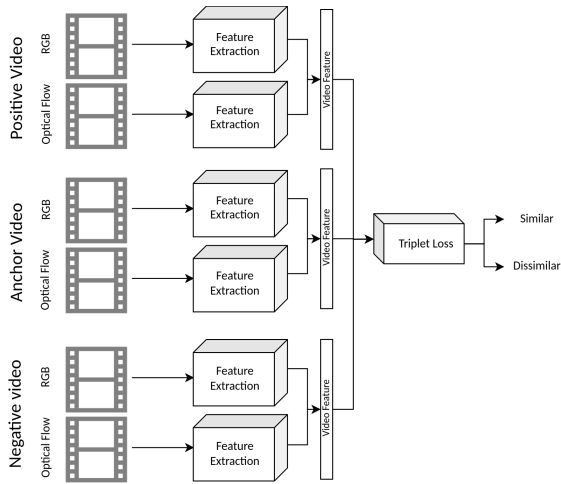 Positive Video
RGB
Feature
Extraction
Optical Flow
Feature
Extraction
Video Feature
Anchor Video
RGB
Feature
Extraction
Optical Flow
Feature
Extraction
Video Feature
Triplet Loss
Similar
Dissimilar
Negative video
RGB
Feature
Extraction
Optical Flow
Feature
Extraction
Video Feature